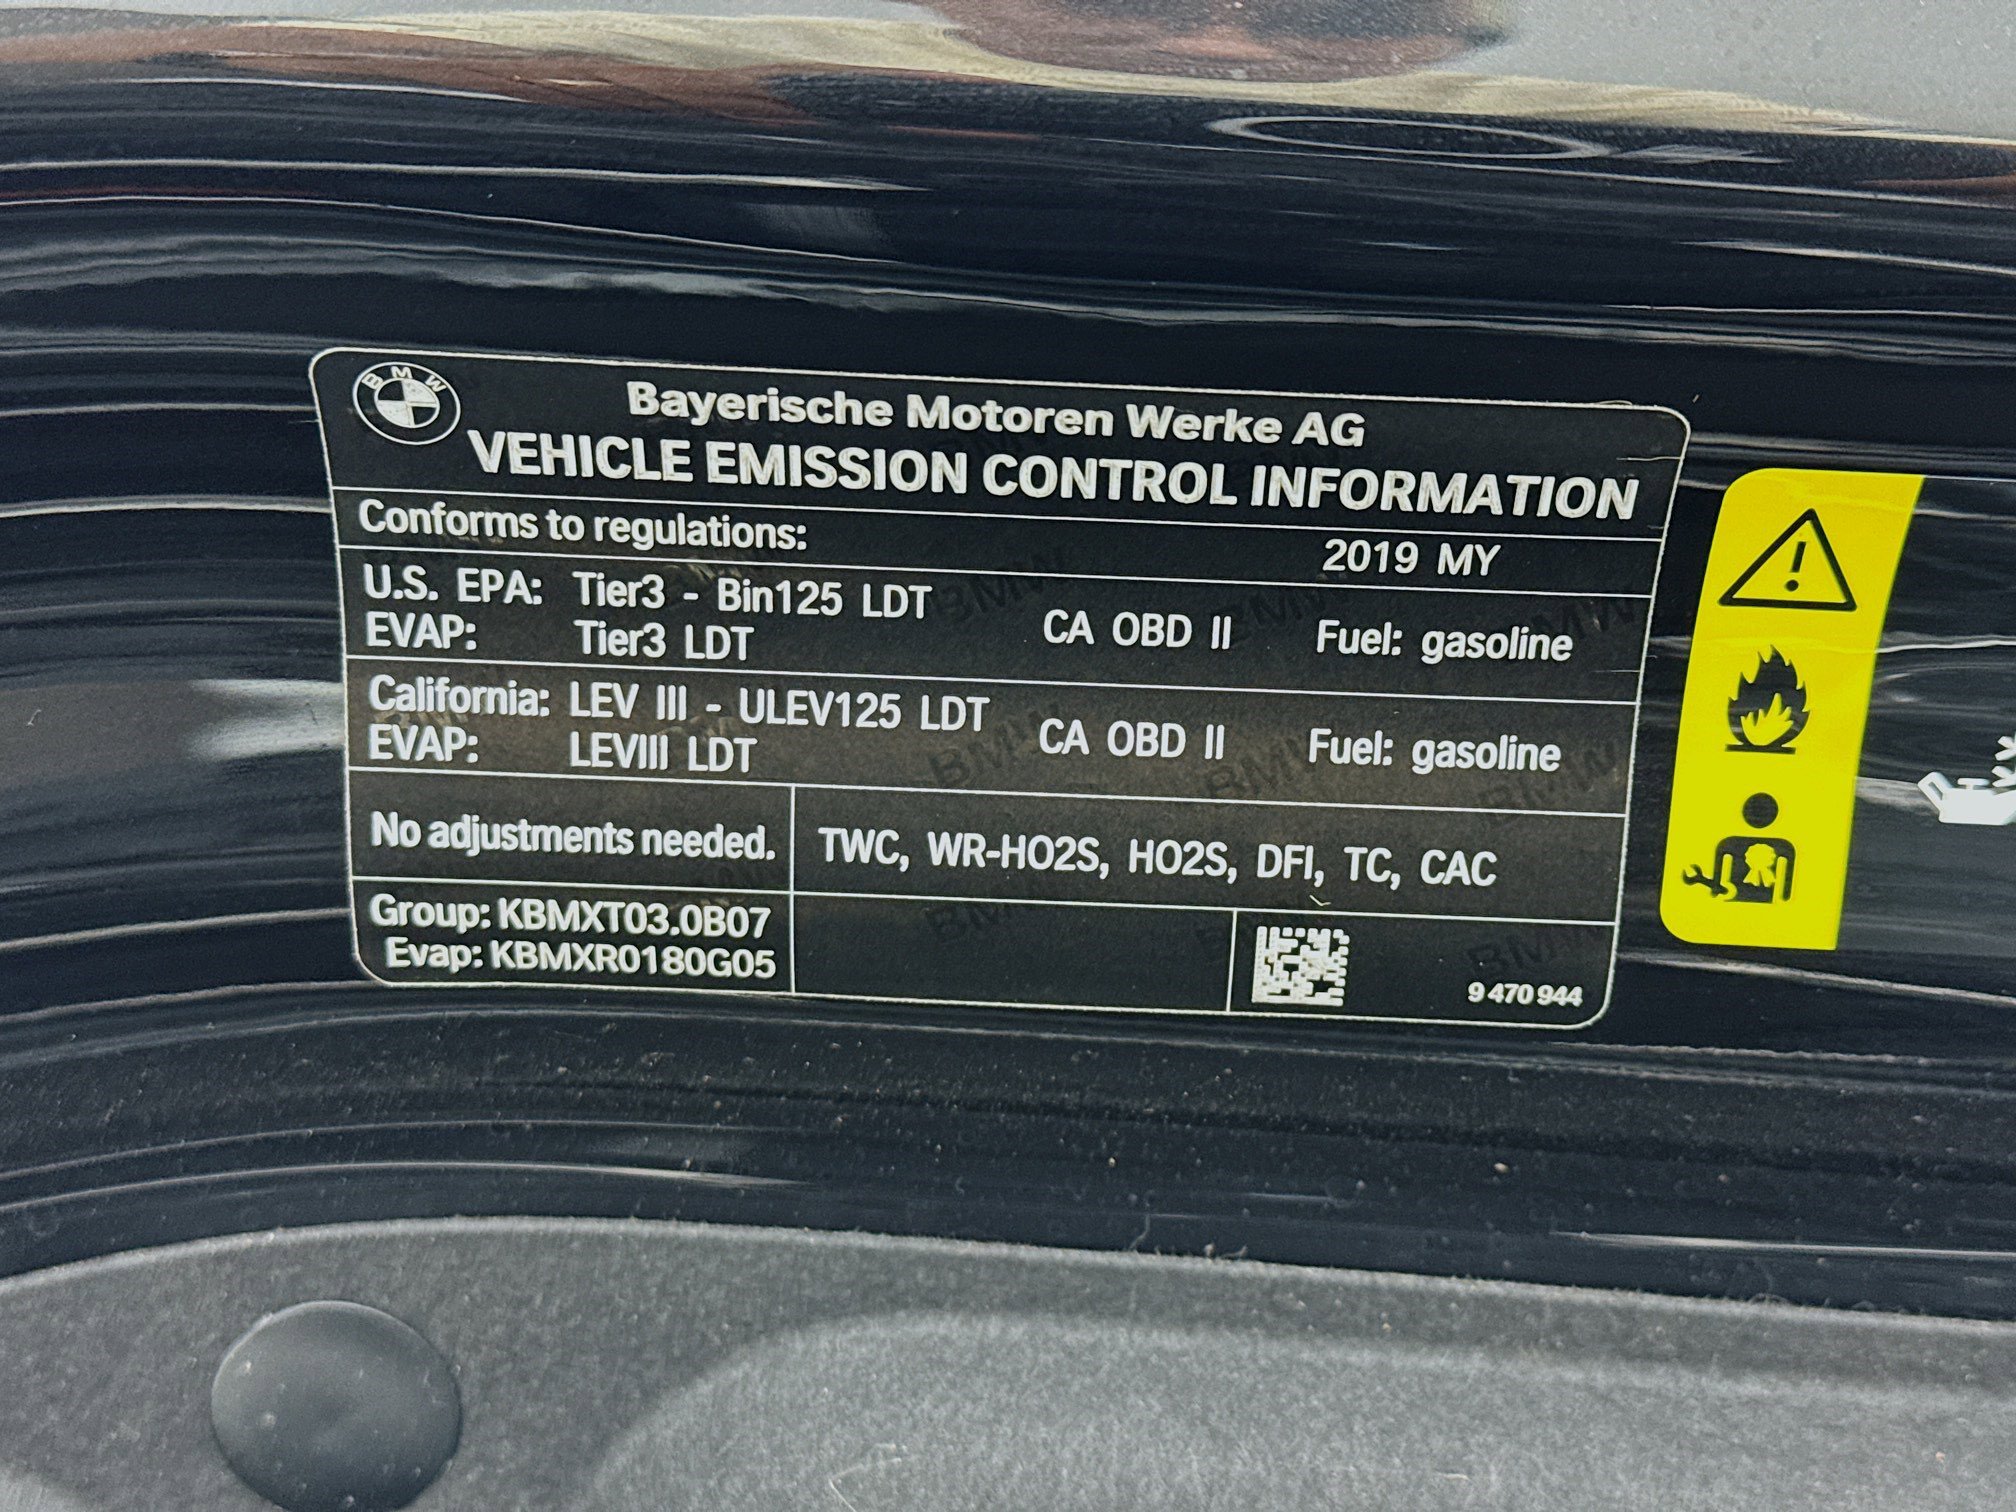 BMW
Bayerische Motoren Werke AG
VEHICLE EMISSION CONTROL INFORMATION
Conforms to regulations: 2019 MY
U.S. EPA: Tier3 - Bin125 LDT
EVAP: Tier3 LDT
CA OBD II Fuel: gasoline
California: LEV III - ULEV125 LDT
EVAP: LEVIII LDT
CA OBD II Fuel: gasoline
No adjustments needed.
TWC, WR-HO2S, HO2S, DFI, TC, CAC
Group: KBMXT03.0B07
Evap: KBMXR0180G05
9 470 944